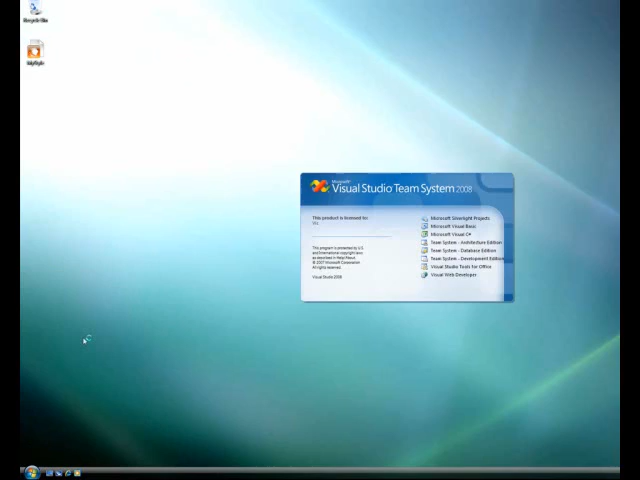 Recycle Bin
Microsoft
Visual Studio Team System 2008
This product is licensed to:
This program is protected by U.S.
and international copyright laws
as described in Help/About.
© 2007 Microsoft Corporation
All rights reserved.
Visual Studio 2008
Microsoft Silverlight Projects
Microsoft Visual Basic
Microsoft Visual C#
Team System - Architecture Edition
Team System - Database Edition
Team System - Development Edition
Visual Studio Tools for Office
Visual Web Developer